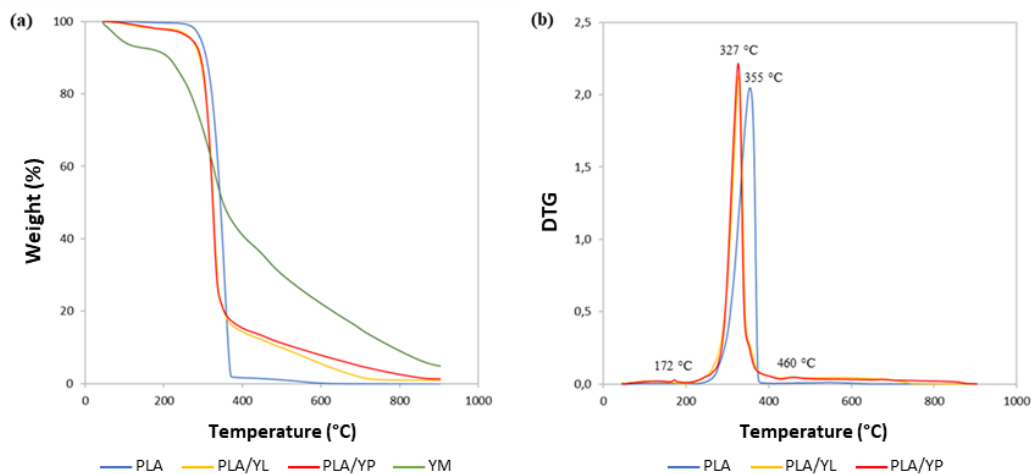 (a)
100
80
60
40
20
0
Weight (%)
0 200 400 600 800 1000
Temperature (°C)
PLA PLA/YL PLA/YP YM
(b)
2,5
2,0
1,5
1,0
0,5
0,0
DTG
327 °C
355 °C
172 °C
460 °C
0 200 400 600 800 1000
Temperature (°C)
PLA PLA/YL PLA/YP